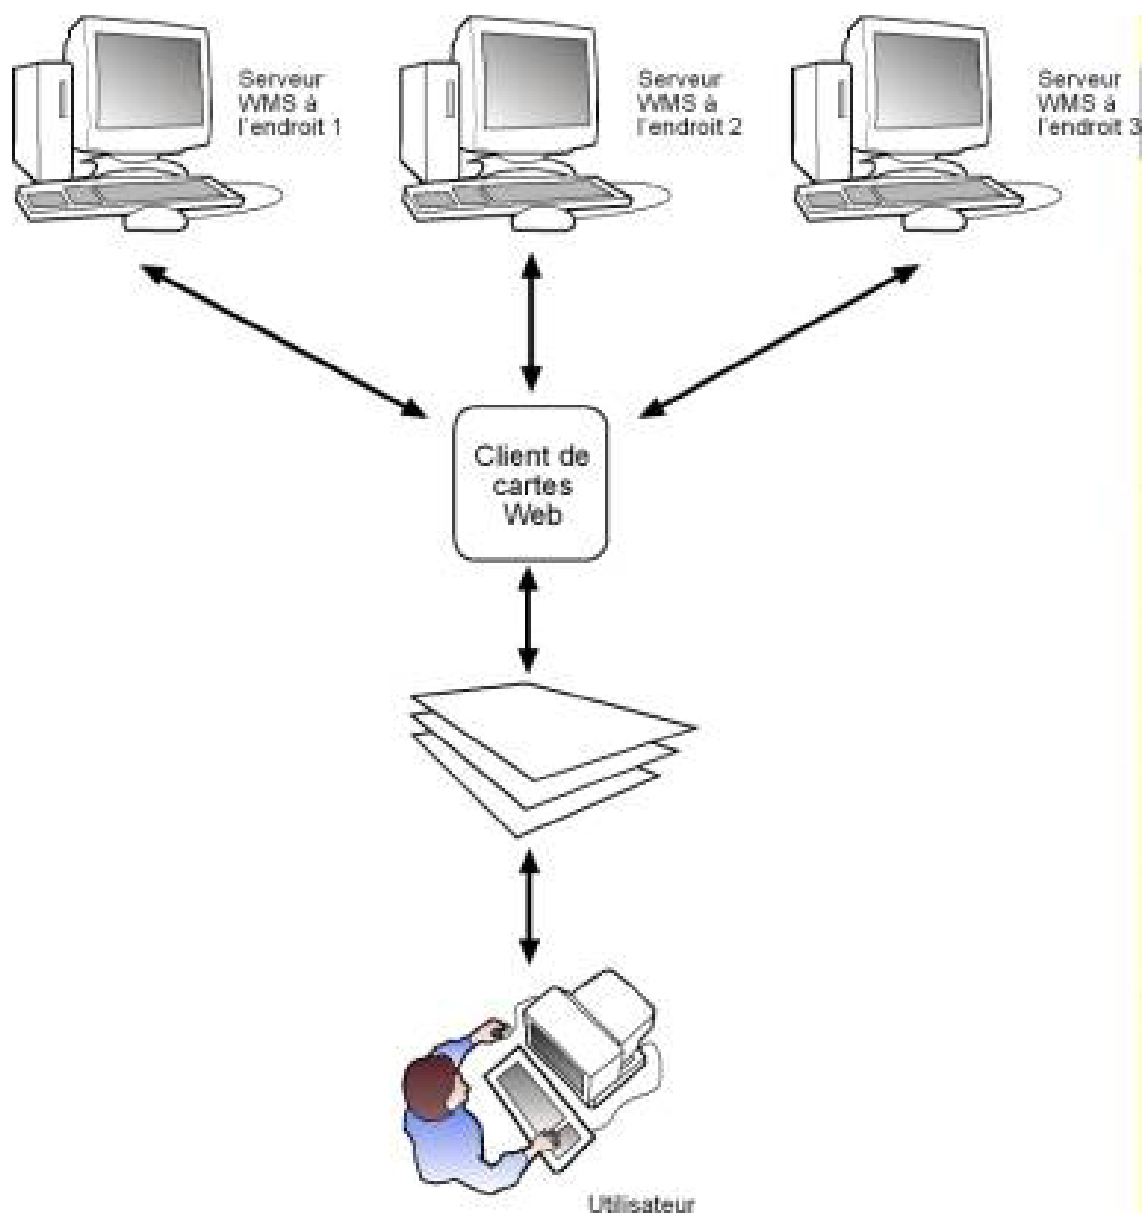 Serveur
WMS à
l'endroit 1
Serveur
WMS à
l'endroit 2
Serveur
WMS à
l'endroit 3
Client de
cartes
Web
Utilisateur